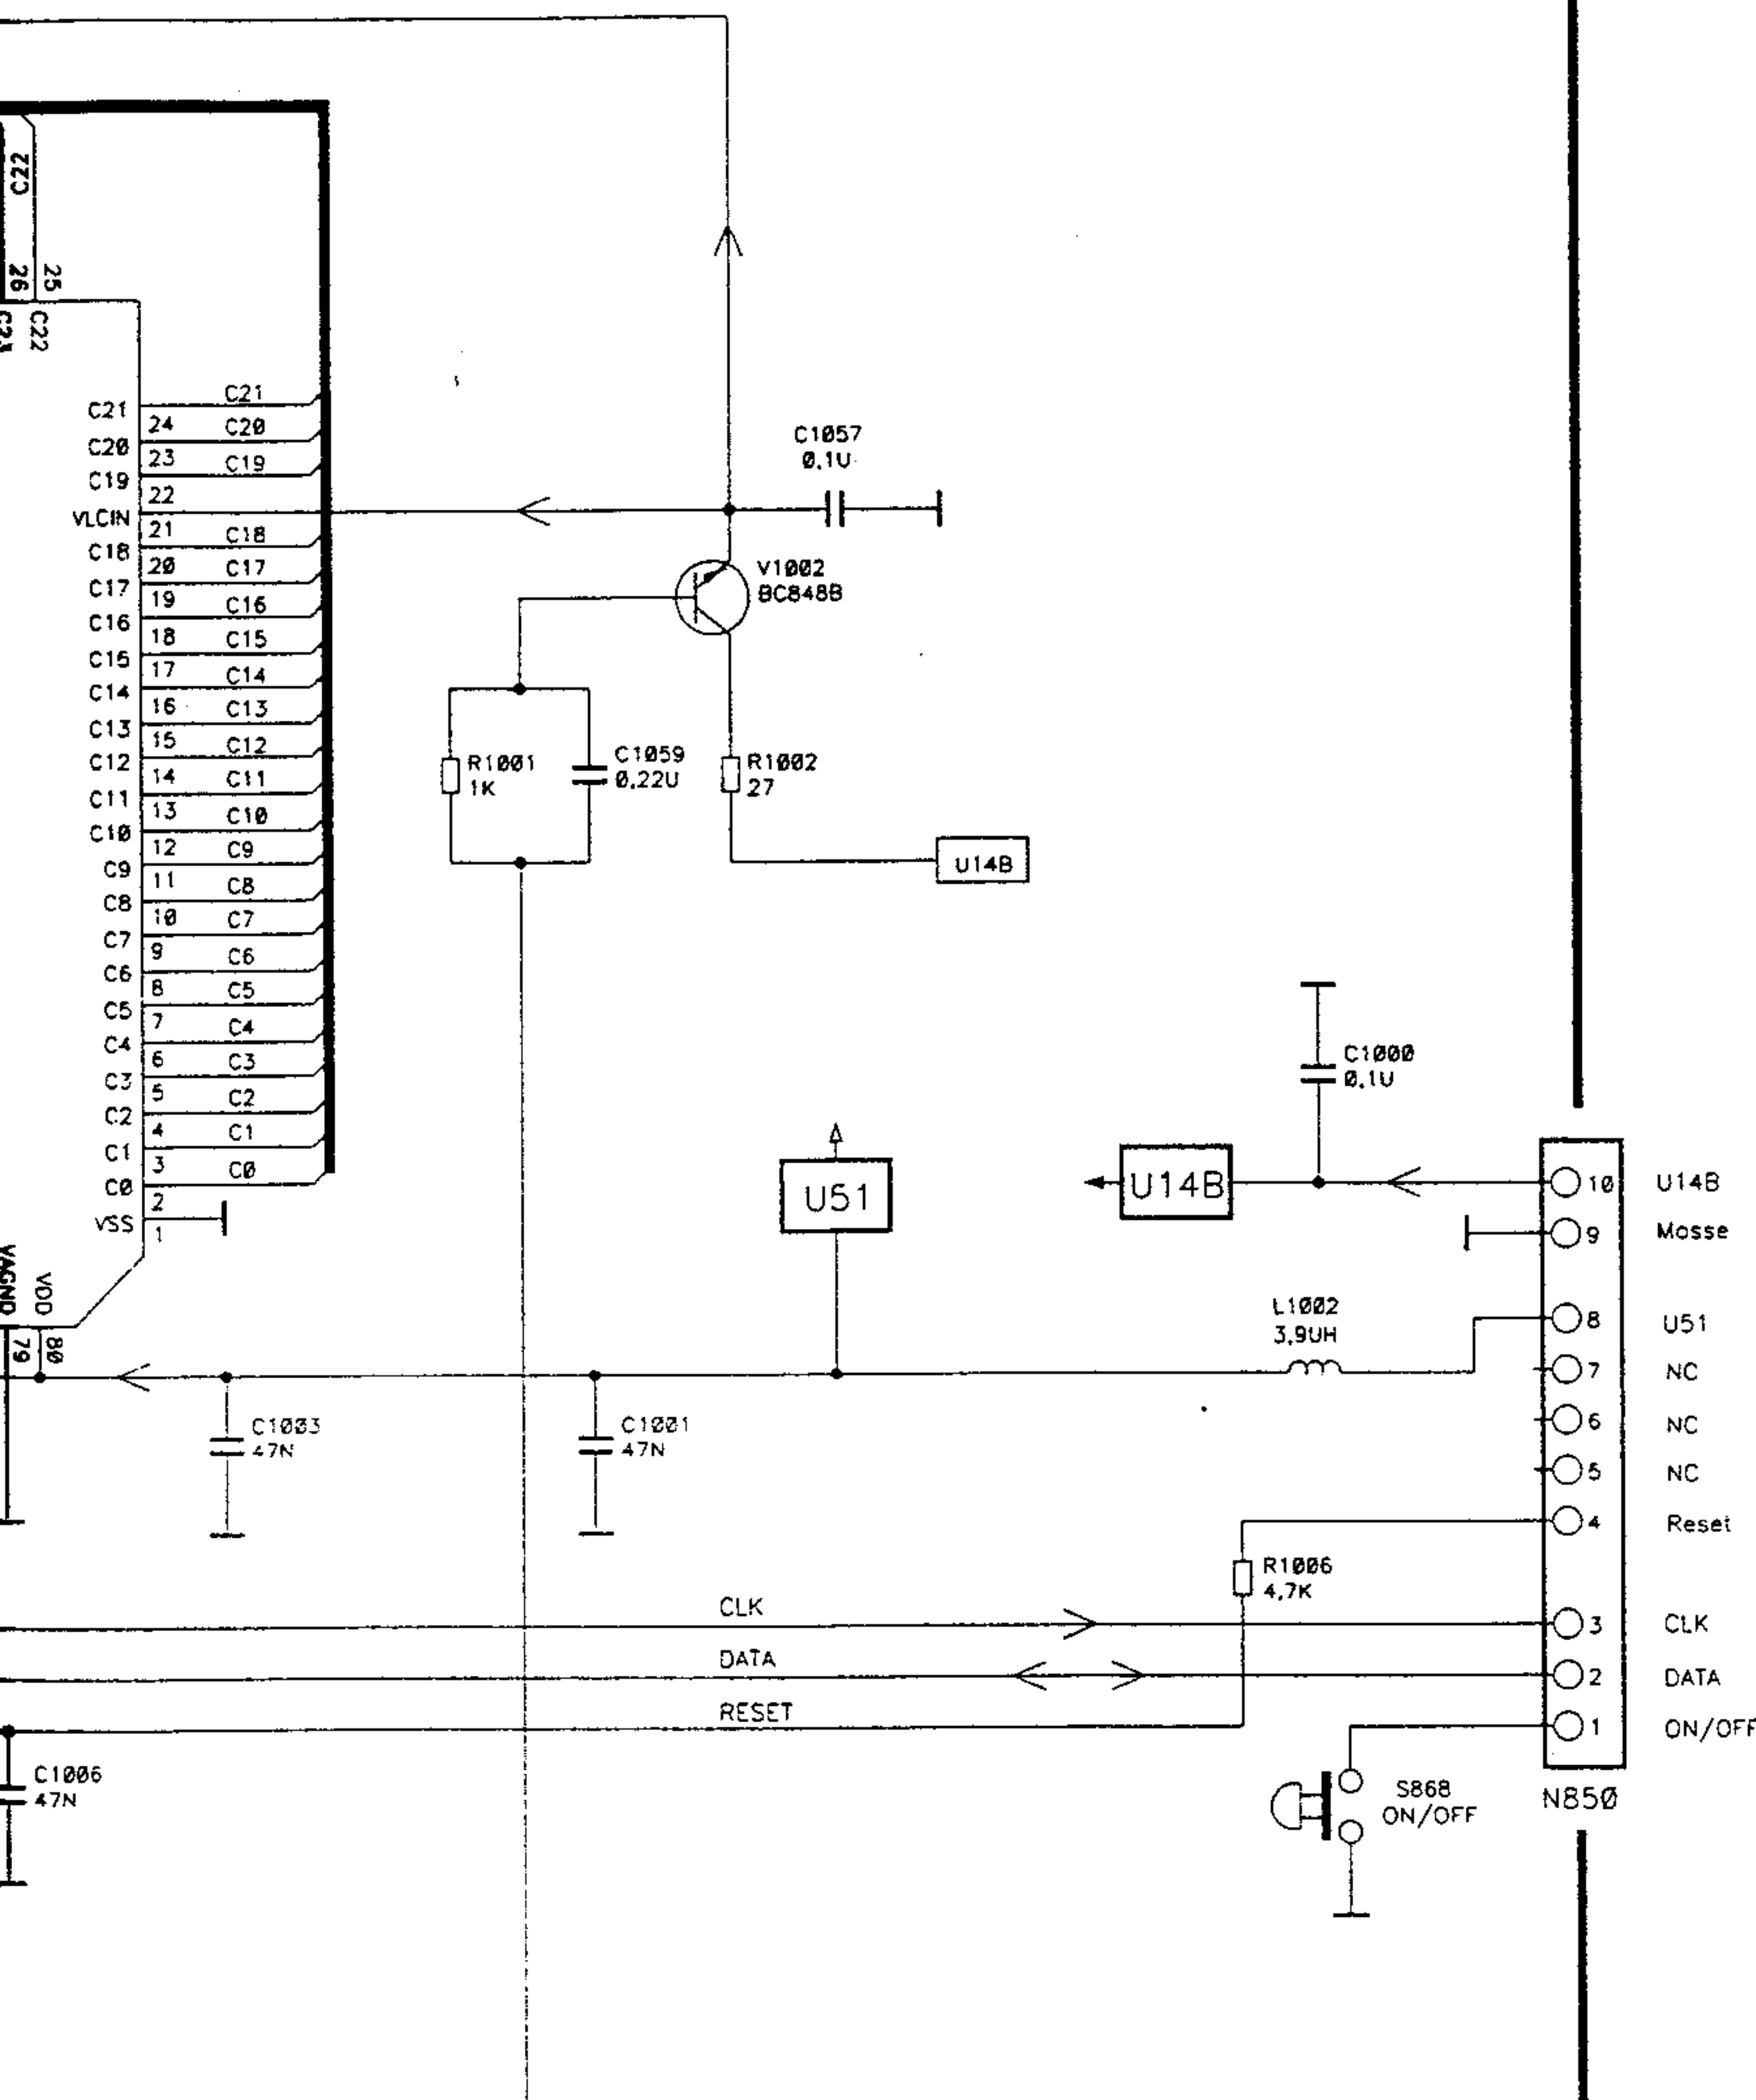 C22
26
25
C22
C21
C21
24
C20
C20
23
C19
C19
22
VLCIN
21
C18
C18
20
C17
C17
19
C16
C16
18
C15
C15
17
C14
C14
16
C13
C13
15
C12
C12
14
C11
C11
13
C10
C10
12
C9
C9
11
C8
C8
10
C7
C7
9
C6
C6
8
C5
C5
7
C4
C4
6
C3
C3
5
C2
C2
4
C1
C1
3
C0
C0
2
VSS
1
VAGND
VDD
79
80
C1057
0,1U
V1002
BC848B
R1001
1K
C1059
0,22U
R1002
27
U14B
C1000
0,1U
U51
U14B
10
U14B
9
Masse
L1002
3,9UH
8
U51
7
NC
6
NC
5
NC
4
Reset
C1003
47N
C1001
47N
R1006
4,7K
CLK
3
CLK
DATA
2
DATA
RESET
1
ON/OFF
C1006
47N
S868
ON/OFF
N850